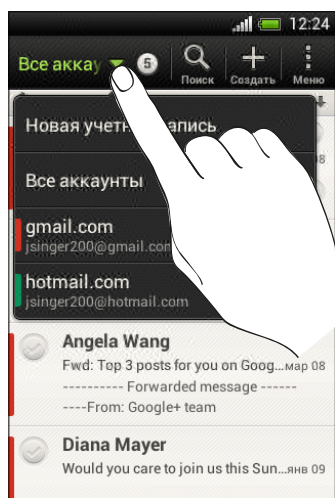 12:24
Все аккау 5
Поиск Создать Меню
Новая учетн апись
08
Все аккаунты
gmail.com
jsinger200@gmail.com
hotmail.com
jsinger200@hotmail.com
Angela Wang
Fwd: Top 3 posts for you on Goog...мар 08
---------- Forwarded message ------
----From: Google+ team
Diana Mayer
Would you care to join us this Sun...янв 09